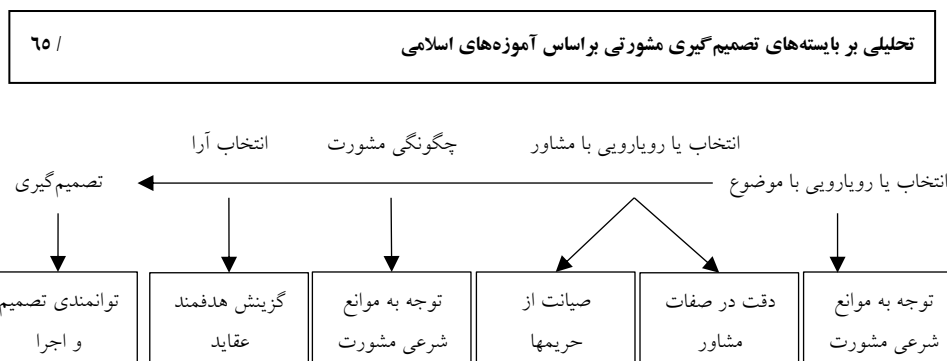 تحلیلی بر بایسته‌های تصمیم‌گیری مشورتی براساس آموزه‌های اسلامی / ۶۵
انتخاب یا رویارویی با مشاور چگونگی مشورت انتخاب آرا
انتخاب یا رویارویی با موضوع تصمیم‌گیری
توجه به موانع دقت در صفات صیانت از توجه به موانع گزینش هدفمند توانمندی تصمیم
شرعی مشورت مشاور حریمها شرعی مشورت عقاید و اجرا